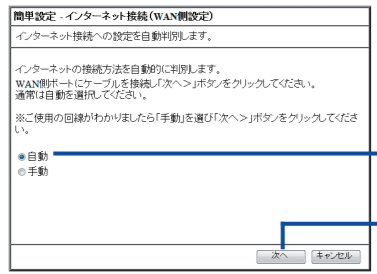 簡単設定 - インターネット接続(WAN側設定)
インターネット接続への設定を自動判別します。
インターネットの接続方法を自動的に判別します。
WAN側ポートにケーブルを接続し「次へ>」ボタンをクリックしてください。
通常は自動を選択してください。
※ご使用の回線がわかりましたら「手動」を選び「次へ>」ボタンをクリックしてくださ
い。
自動
手動
次へ キャンセル